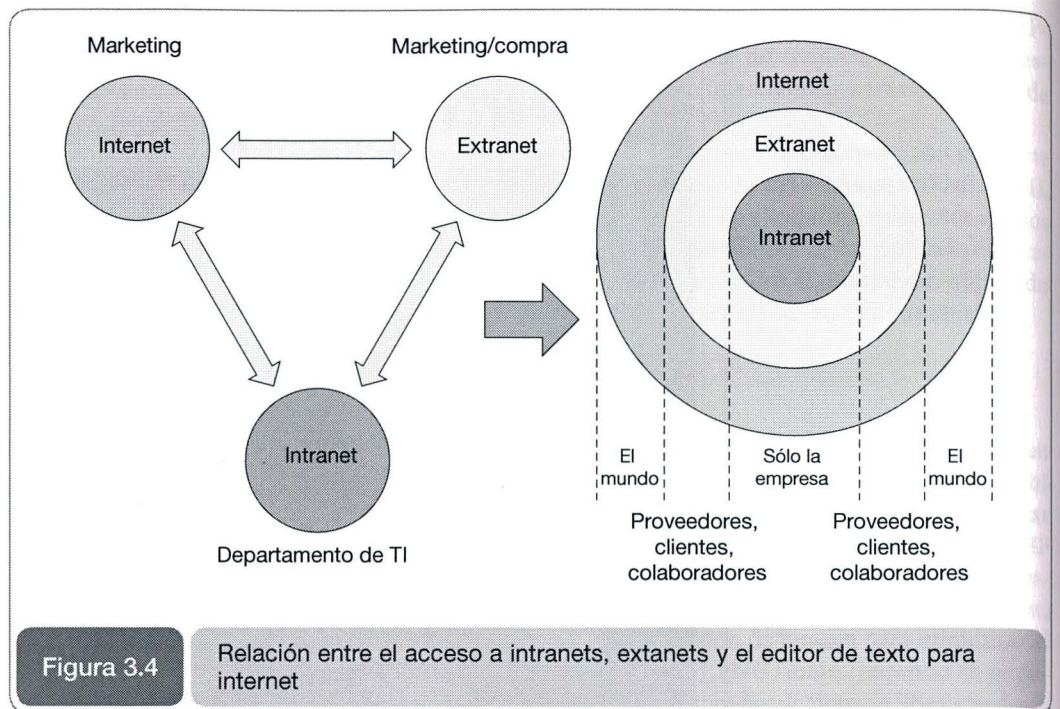 Marketing
Marketing/compra
Internet
Extranet
Intranet
Departamento de TI
Internet
Extranet
Intranet
El
mundo
Sólo la
empresa
El
mundo
Proveedores,
clientes,
colaboradores
Proveedores,
clientes,
colaboradores
Figura 3.4
Relación entre el acceso a intranets, extanets y el editor de texto para
internet